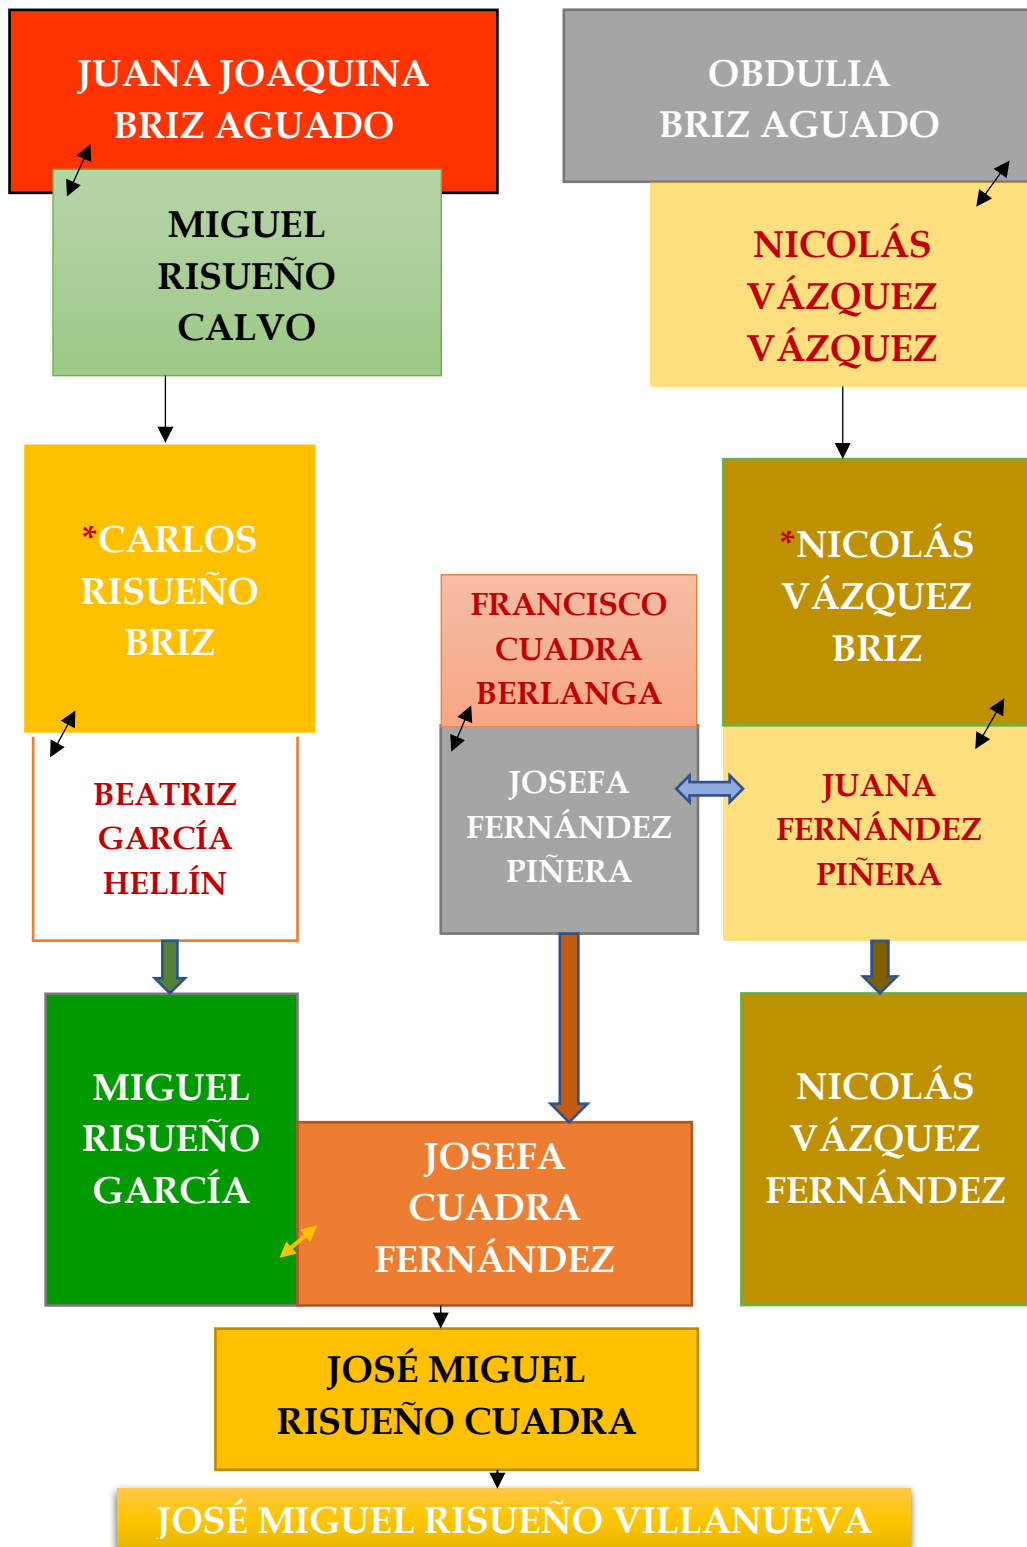 JUANA JOAQUINA
BRIZ AGUADO
OBDULIA
BRIZ AGUADO
MIGUEL
RISUEÑO
CALVO
NICOLÁS
VÁZQUEZ
VÁZQUEZ
*CARLOS
RISUEÑO
BRIZ
*NICOLÁS
VÁZQUEZ
BRIZ
FRANCISCO
CUADRA
BERLANGA
BEATRIZ
GARCÍA
HELLÍN
JOSEFA
FERNÁNDEZ
PIÑERA
JUANA
FERNÁNDEZ
PIÑERA
MIGUEL
RISUEÑO
GARCÍA
JOSEFA
CUADRA
FERNÁNDEZ
NICOLÁS
VÁZQUEZ
FERNÁNDEZ
JOSÉ MIGUEL
RISUEÑO CUADRA
JOSÉ MIGUEL RISUEÑO VILLANUEVA